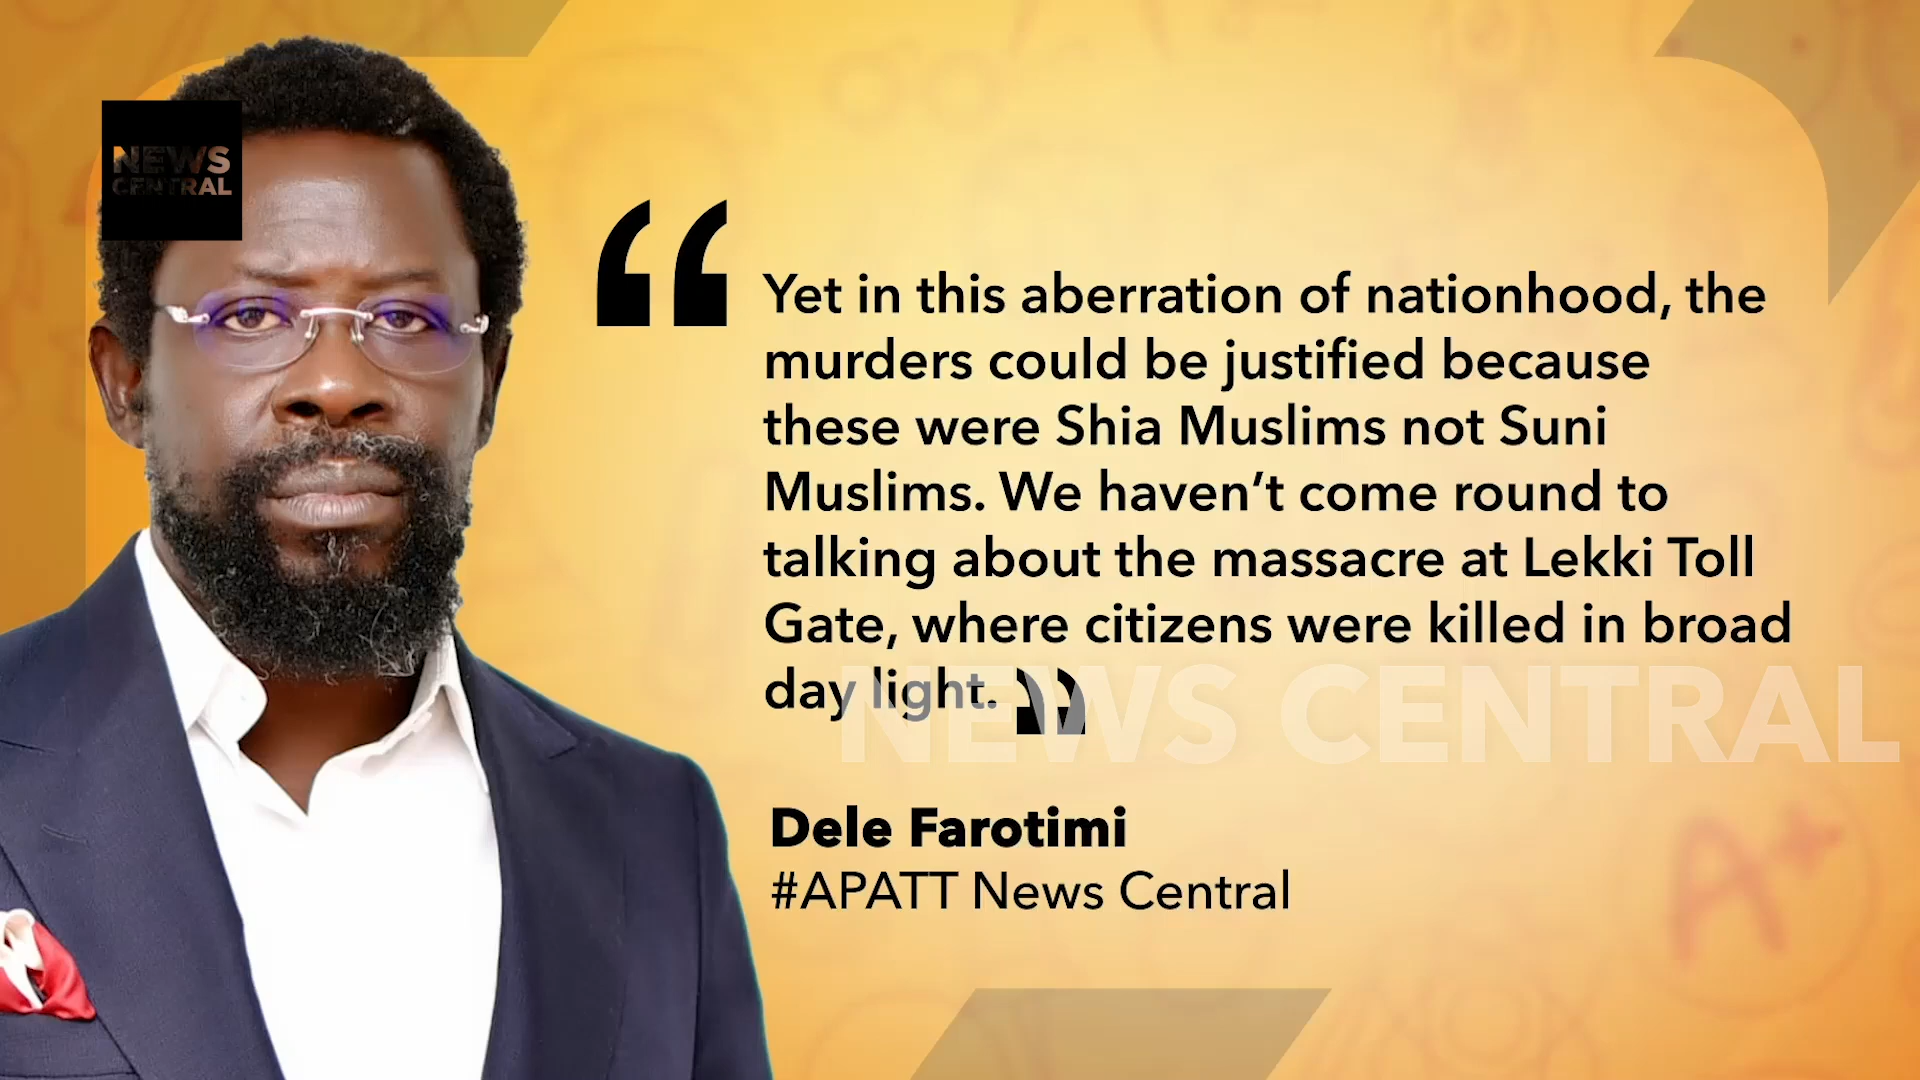 NEWS
CENTRAL
“
Yet in this aberration of nationhood, the
murders could be justified because
these were Shia Muslims not Suni
Muslims. We haven’t come round to
talking about the massacre at Lekki Toll
Gate, where citizens were killed in broad
day light. ”
NEWS CENTRAL
Dele Farotimi
#APATT News Central
A+